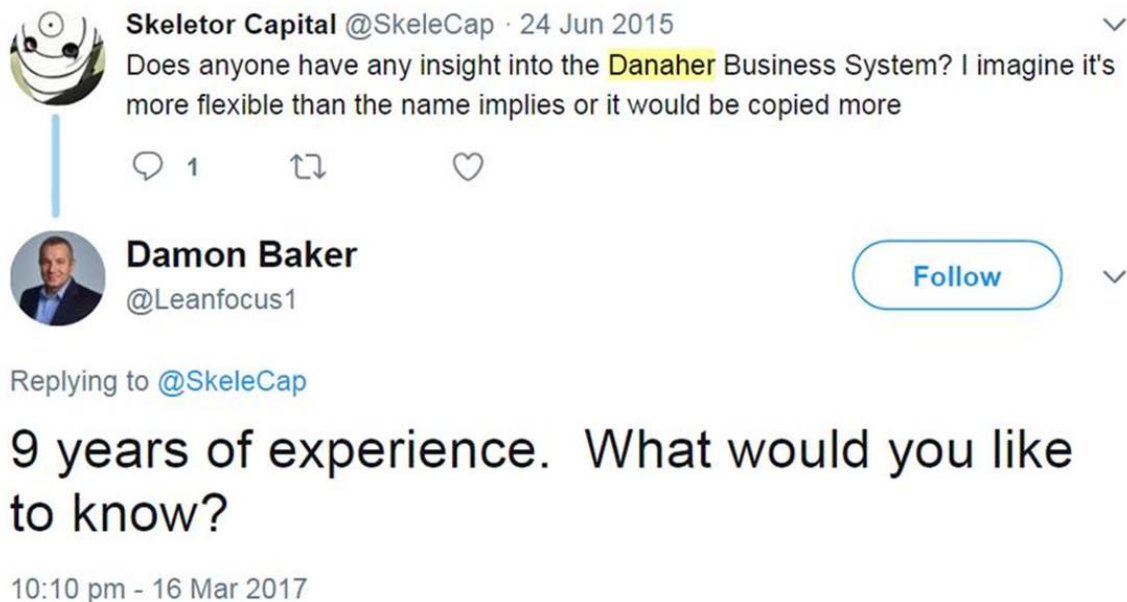 Skeletor Capital @SkeleCap · 24 Jun 2015
Does anyone have any insight into the Danaher Business System? I imagine it's
more flexible than the name implies or it would be copied more
1
Damon Baker
@Leanfocus1
Follow
Replying to @SkeleCap
9 years of experience.  What would you like
to know?
10:10 pm - 16 Mar 2017